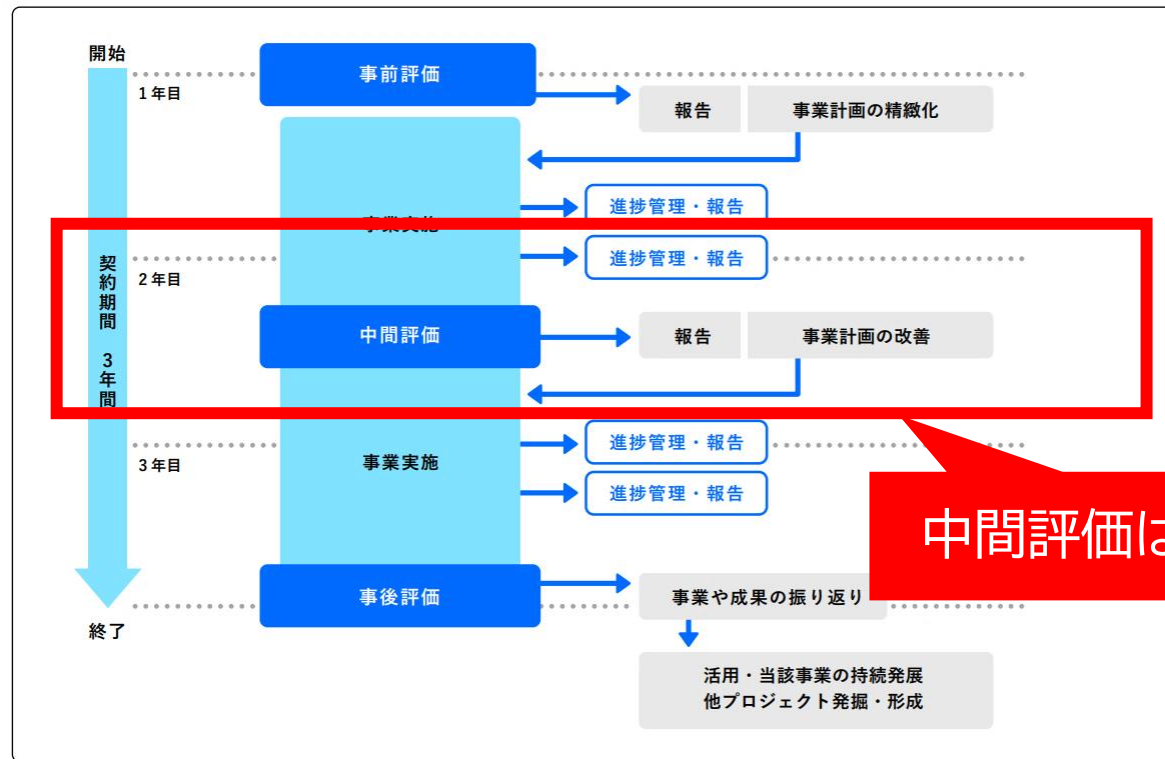 開始
事前評価
1年目
報告
事業計画の精緻化
進捗管理・報告
事業実施
進捗管理・報告
2年目
契約期間 3年間
中間評価
報告
事業計画の改善
進捗管理・報告
3年目
事業実施
進捗管理・報告
中間評価は
事後評価
事業や成果の振り返り
終了
活用・当該事業の持続発展
他プロジェクト発掘・形成